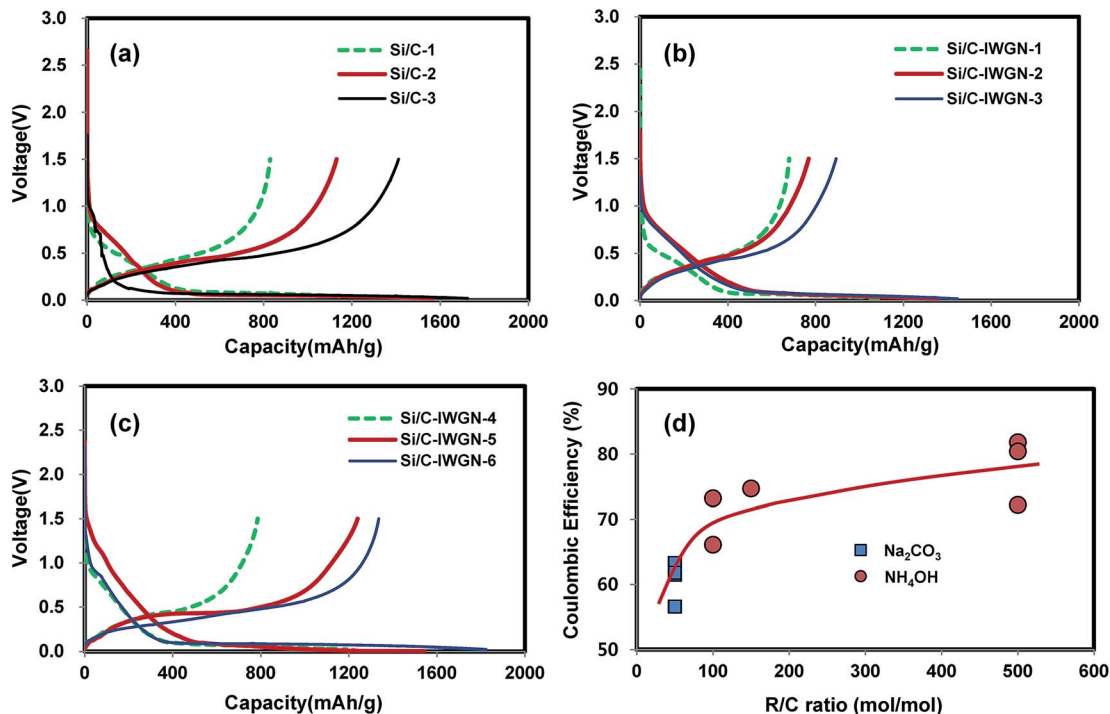 (a)
Si/C-1
Si/C-2
Si/C-3
3.0
2.5
2.0
1.5
1.0
0.5
0.0
Voltage(V)
0 400 800 1200 1600 2000
Capacity(mAh/g)
(b)
Si/C-IWGN-1
Si/C-IWGN-2
Si/C-IWGN-3
3.0
2.5
2.0
1.5
1.0
0.5
0.0
Voltage(V)
0 400 800 1200 1600 2000
Capacity(mAh/g)
(c)
Si/C-IWGN-4
Si/C-IWGN-5
Si/C-IWGN-6
3.0
2.5
2.0
1.5
1.0
0.5
0.0
Voltage(V)
0 400 800 1200 1600 2000
Capacity(mAh/g)
(d)
90
80
70
60
50
Coulombic Efficiency (%)
Na₂CO₃
NH₄OH
0 100 200 300 400 500 600
R/C ratio (mol/mol)